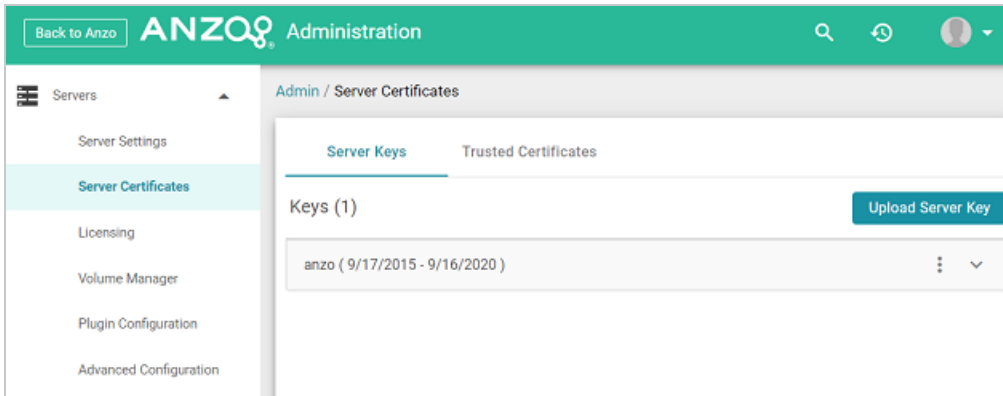 Back to Anzo ANZO® Administration
Servers
Server Settings
Server Certificates
Licensing
Volume Manager
Plugin Configuration
Advanced Configuration
Admin / Server Certificates
Server Keys Trusted Certificates
Keys (1) Upload Server Key
anzo ( 9/17/2015 - 9/16/2020 )